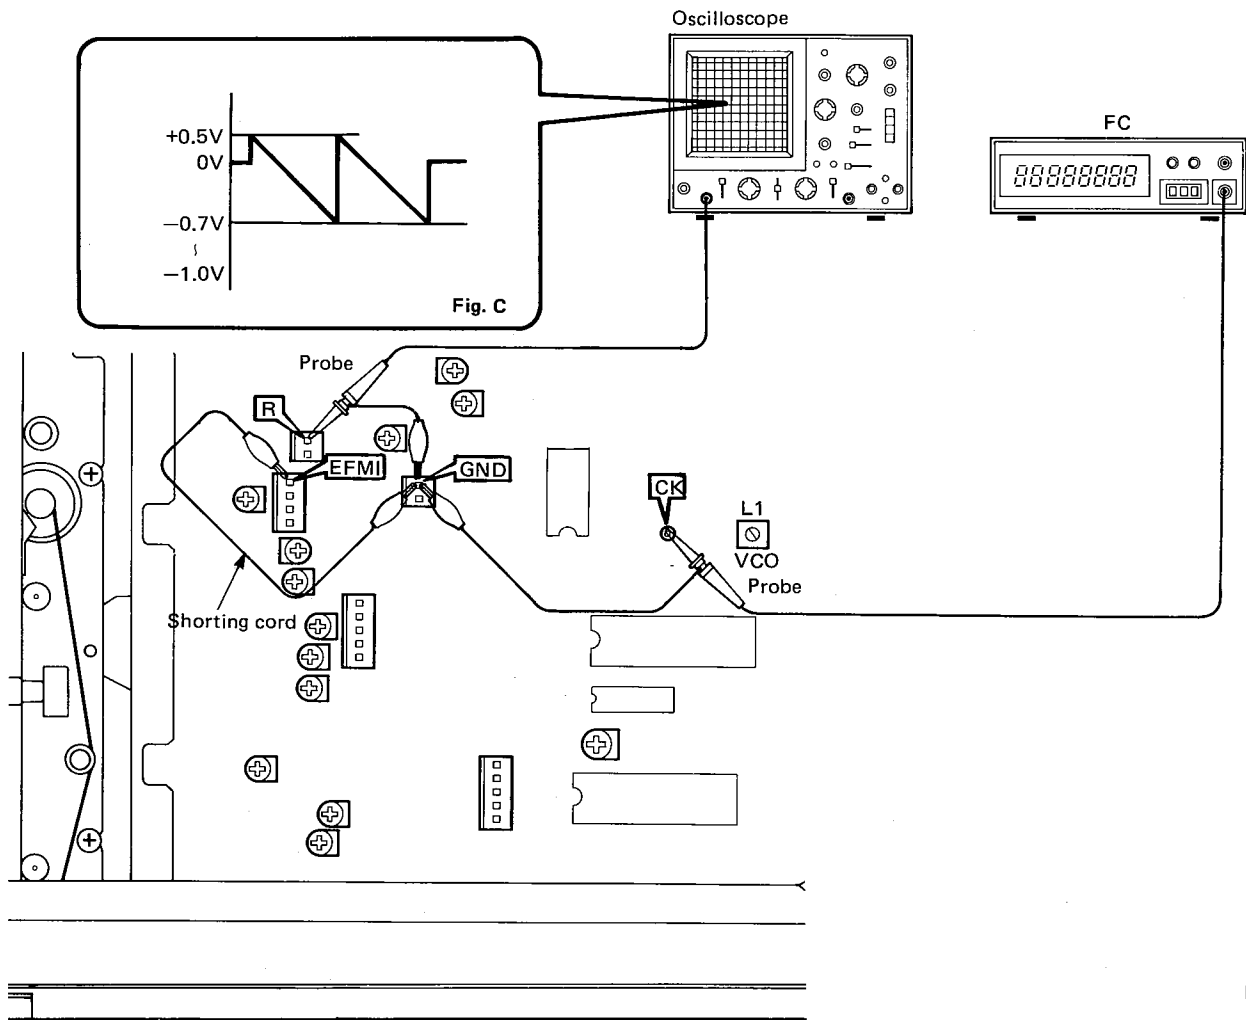 Oscilloscope
FC
88888888
+0.5V
0V
−0.7V
~
−1.0V
Fig. C
Probe
R
EFMI
GND
CK
L1
VCO
Probe
Shorting cord